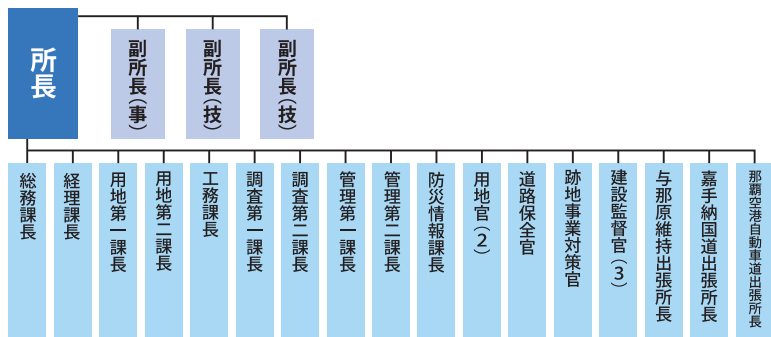 所長
副所長（事）
副所長（技）
副所長（技）
総務課長
経理課長
用地第一課長
用地第二課長
工務課長
調査第一課長
調査第二課長
管理第一課長
管理第二課長
防災情報課長
用地官（2）
道路保全官
跡地事業対策官
建設監督官（3）
与那原維持出張所長
嘉手納国道出張所長
那覇空港自動車道出張所長